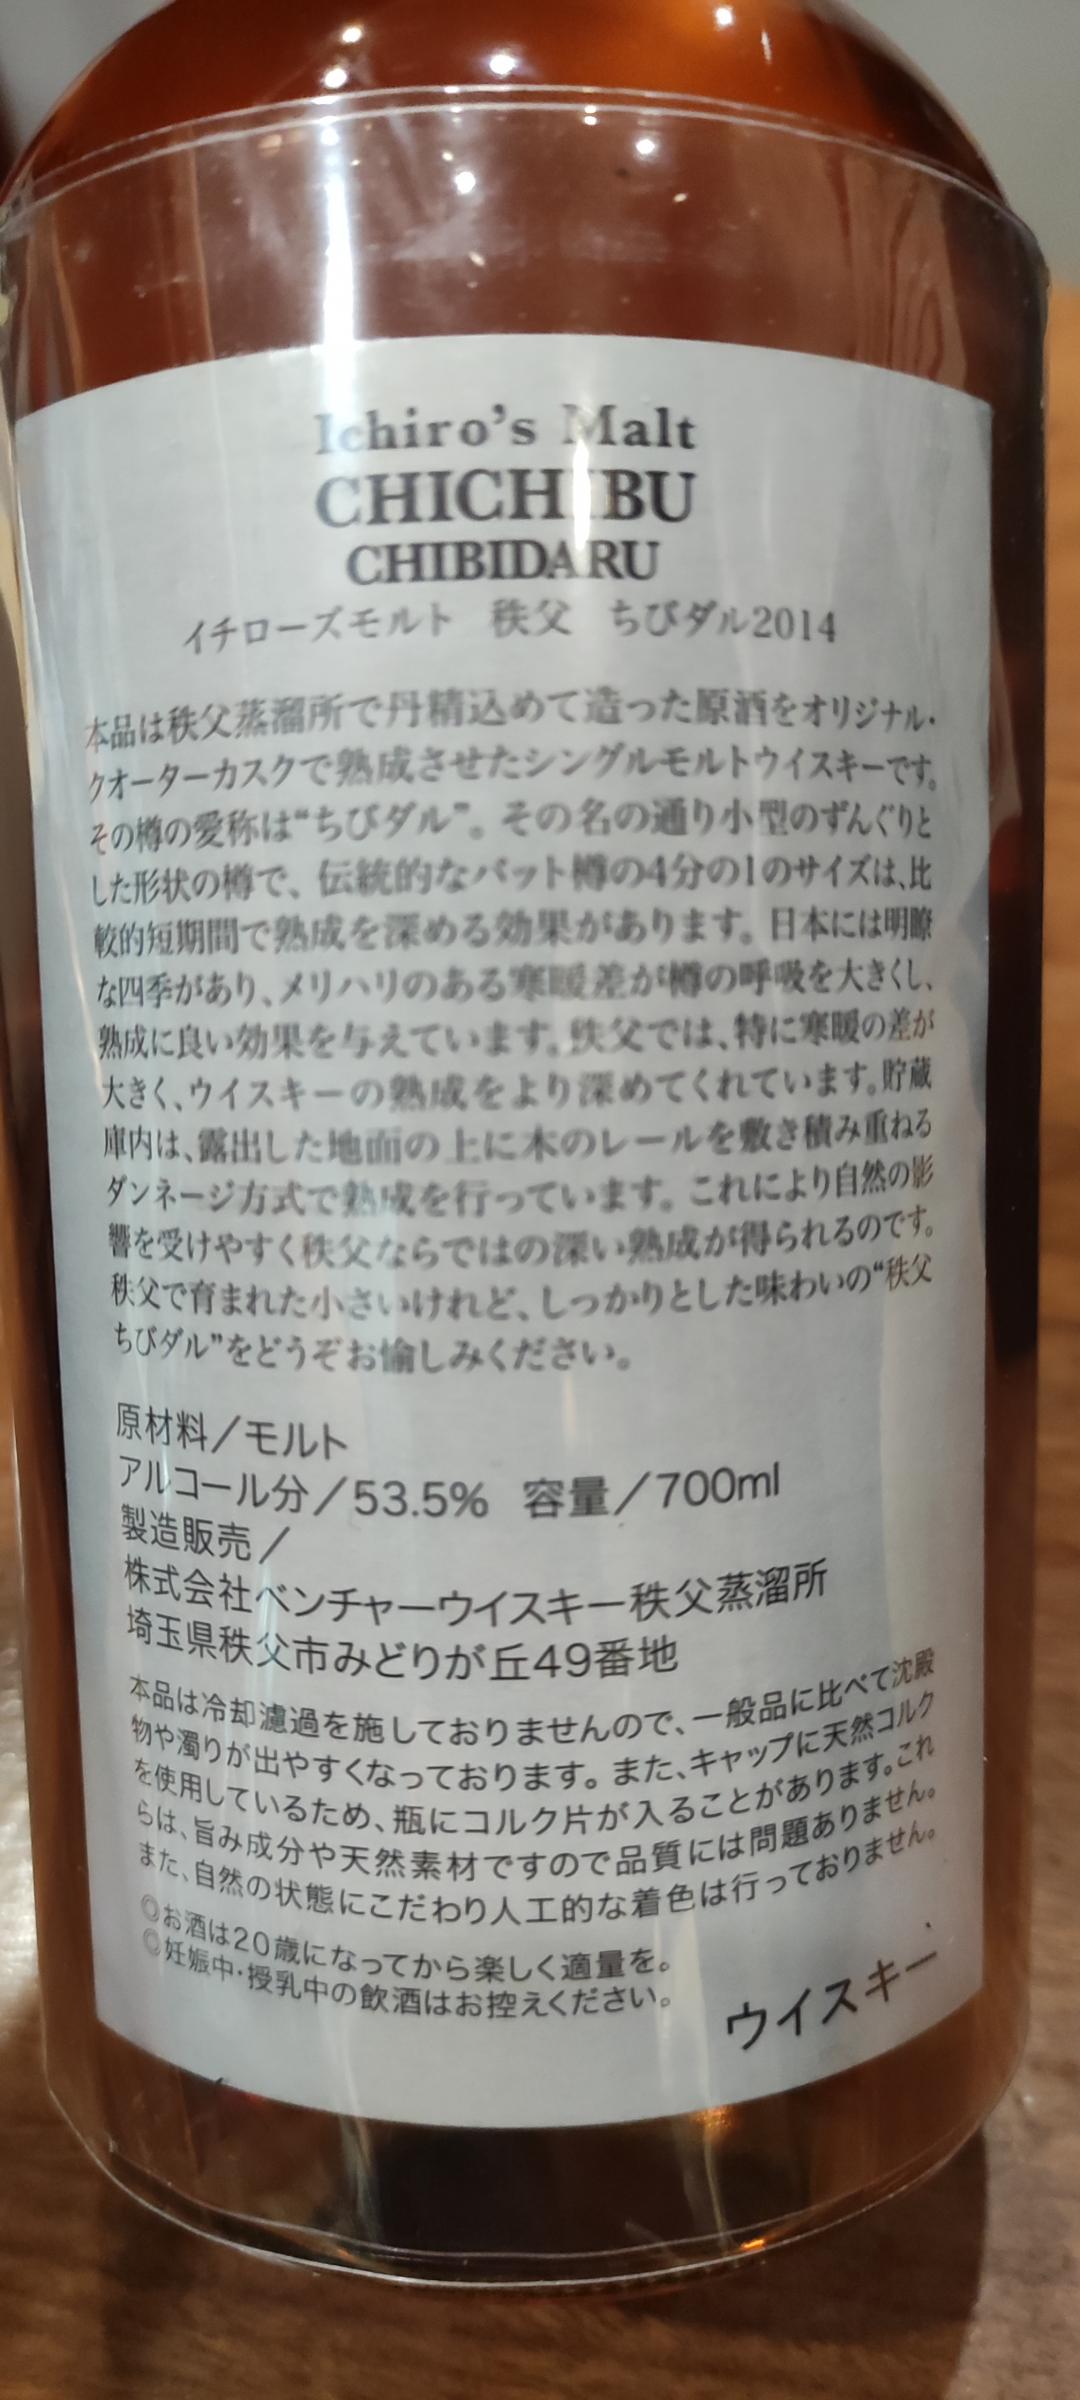 Ichiro's Malt
CHICHIBU
CHIBIDARU
イチローズモルト 秩父 ちびダル2014
本品は秩父蒸溜所で丹精込めて造った原酒をオリジナル・
クオーターカスクで熟成させたシングルモルトウイスキーです。
その樽の愛称は“ちびダル”。その名の通り小型のずんぐりと
した形状の樽で、伝統的なバット樽の4分の1のサイズは、比
較的短期間で熟成を深める効果があります。日本には明瞭
な四季があり、メリハリのある寒暖差が樽の呼吸を大きくし、
熟成に良い効果を与えています。秩父では、特に寒暖の差が
大きく、ウイスキーの熟成をより深めてくれています。貯蔵
庫内は、露出した地面の上に木のレールを敷き積み重ねる
ダンネージ方式で熟成を行っています。これにより自然の影
響を受けやすく秩父ならではの深い熟成が得られるのです。
秩父で育まれた小さいけれど、しっかりとした味わいの“秩父
ちびダル”をどうぞお愉しみください。
原材料／モルト
アルコール分／53.5% 容量／700ml
製造販売／
株式会社ベンチャーウイスキー秩父蒸溜所
埼玉県秩父市みどりが丘49番地
本品は冷却濾過を施しておりませんので、一般品に比べて沈殿
物や濁りが出やすくなっております。また、キャップに天然コルク
を使用しているため、瓶にコルク片が入ることがあります。これ
らは、旨み成分や天然素材ですので品質には問題ありません。
また、自然の状態にこだわり人工的な着色は行っておりません。
◎お酒は20歳になってから楽しく適量を。
◎妊娠中・授乳中の飲酒はお控えください。
ウイスキー